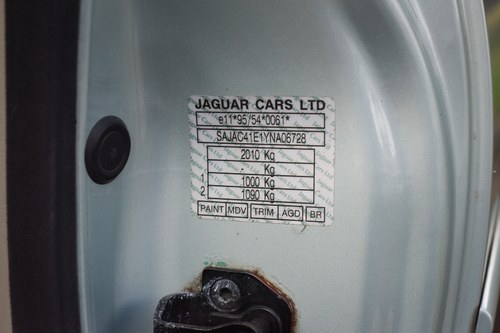 JAGUAR CARS LTD
e11*95/54*0061*
SAJAC41E1YNA06728
2010 Kg
- Kg
1 1000 Kg
2 1090 Kg
PAINT MDV TRIM AGD BR